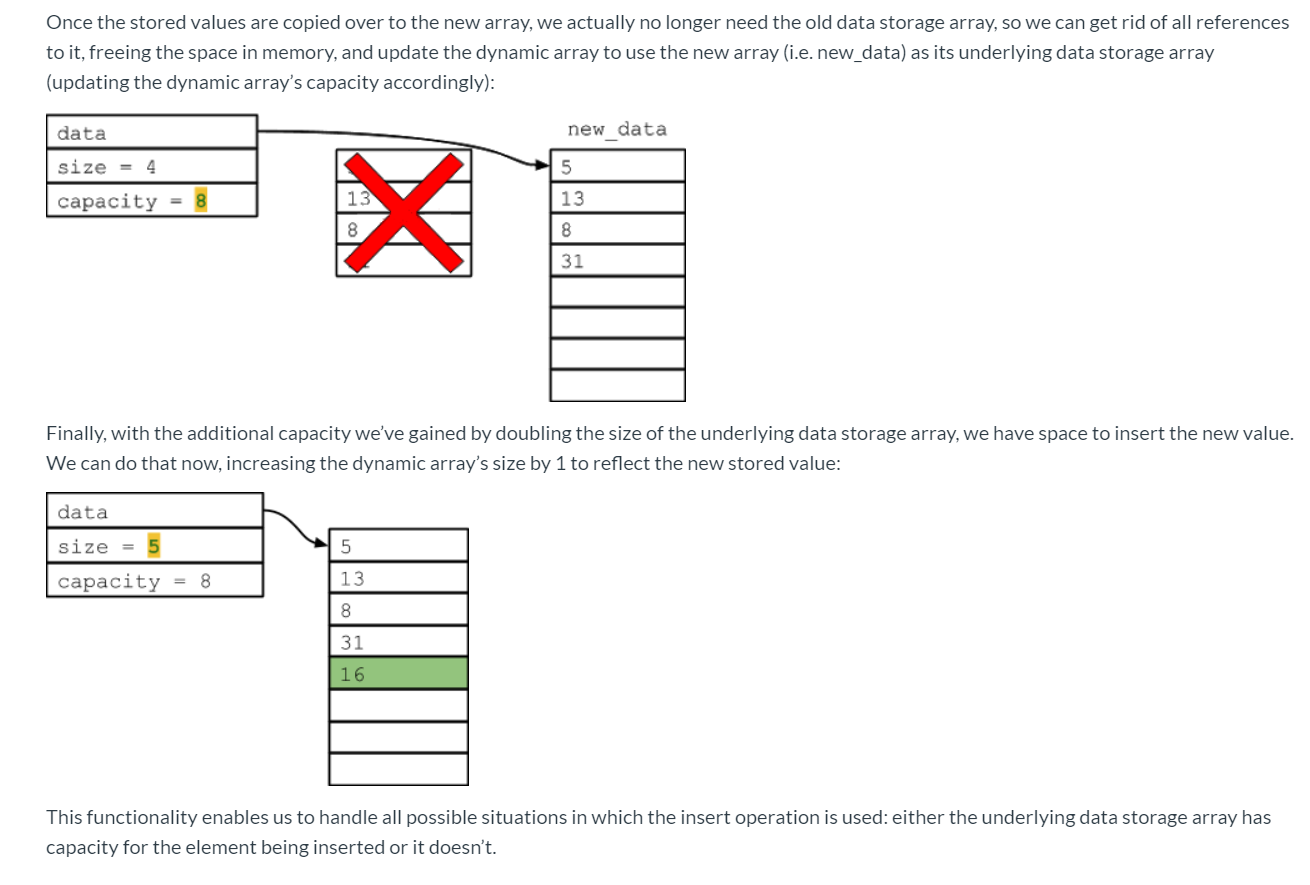 Once the stored values are copied over to the new array, we actually no longer need the old data storage array, so we can get rid of all references
to it, freeing the space in memory, and update the dynamic array to use the new array (i.e. new_data) as its underlying data storage array
(updating the dynamic array’s capacity accordingly):
data
size = 4
capacity = 8
13
8
new_data
5
13
8
31
Finally, with the additional capacity we’ve gained by doubling the size of the underlying data storage array, we have space to insert the new value.
We can do that now, increasing the dynamic array’s size by 1 to reflect the new stored value:
data
size = 5
capacity = 8
5
13
8
31
16
This functionality enables us to handle all possible situations in which the insert operation is used: either the underlying data storage array has
capacity for the element being inserted or it doesn’t.